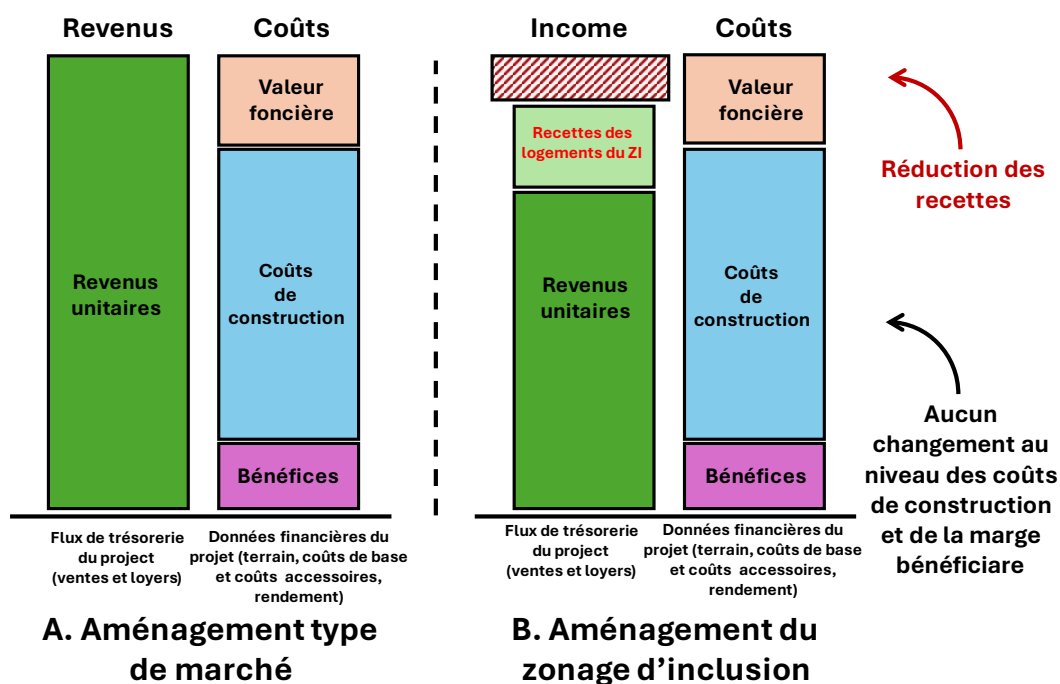 Revenus
Coûts
Valeur
foncière
Revenus
unitaires
Coûts
de
construction
Bénéfices
Flux de trésorerie
du project
(ventes et loyers)
Données financières du
projet (terrain, coûts de base
et coûts accessoires,
rendement)
A. Aménagement type
de marché
Income
Coûts
Recettes des
logements du ZI
Valeur
foncière
Revenus
unitaires
Coûts
de
construction
Bénéfices
Flux de trésorerie
du project
(ventes et loyers)
Données financières du
projet (terrain, coûts de base
et coûts accessoires,
rendement)
B. Aménagement du
zonage d’inclusion
Réduction des
recettes
Aucun
changement au
niveau des coûts
de construction
et de la marge
bénéficiare